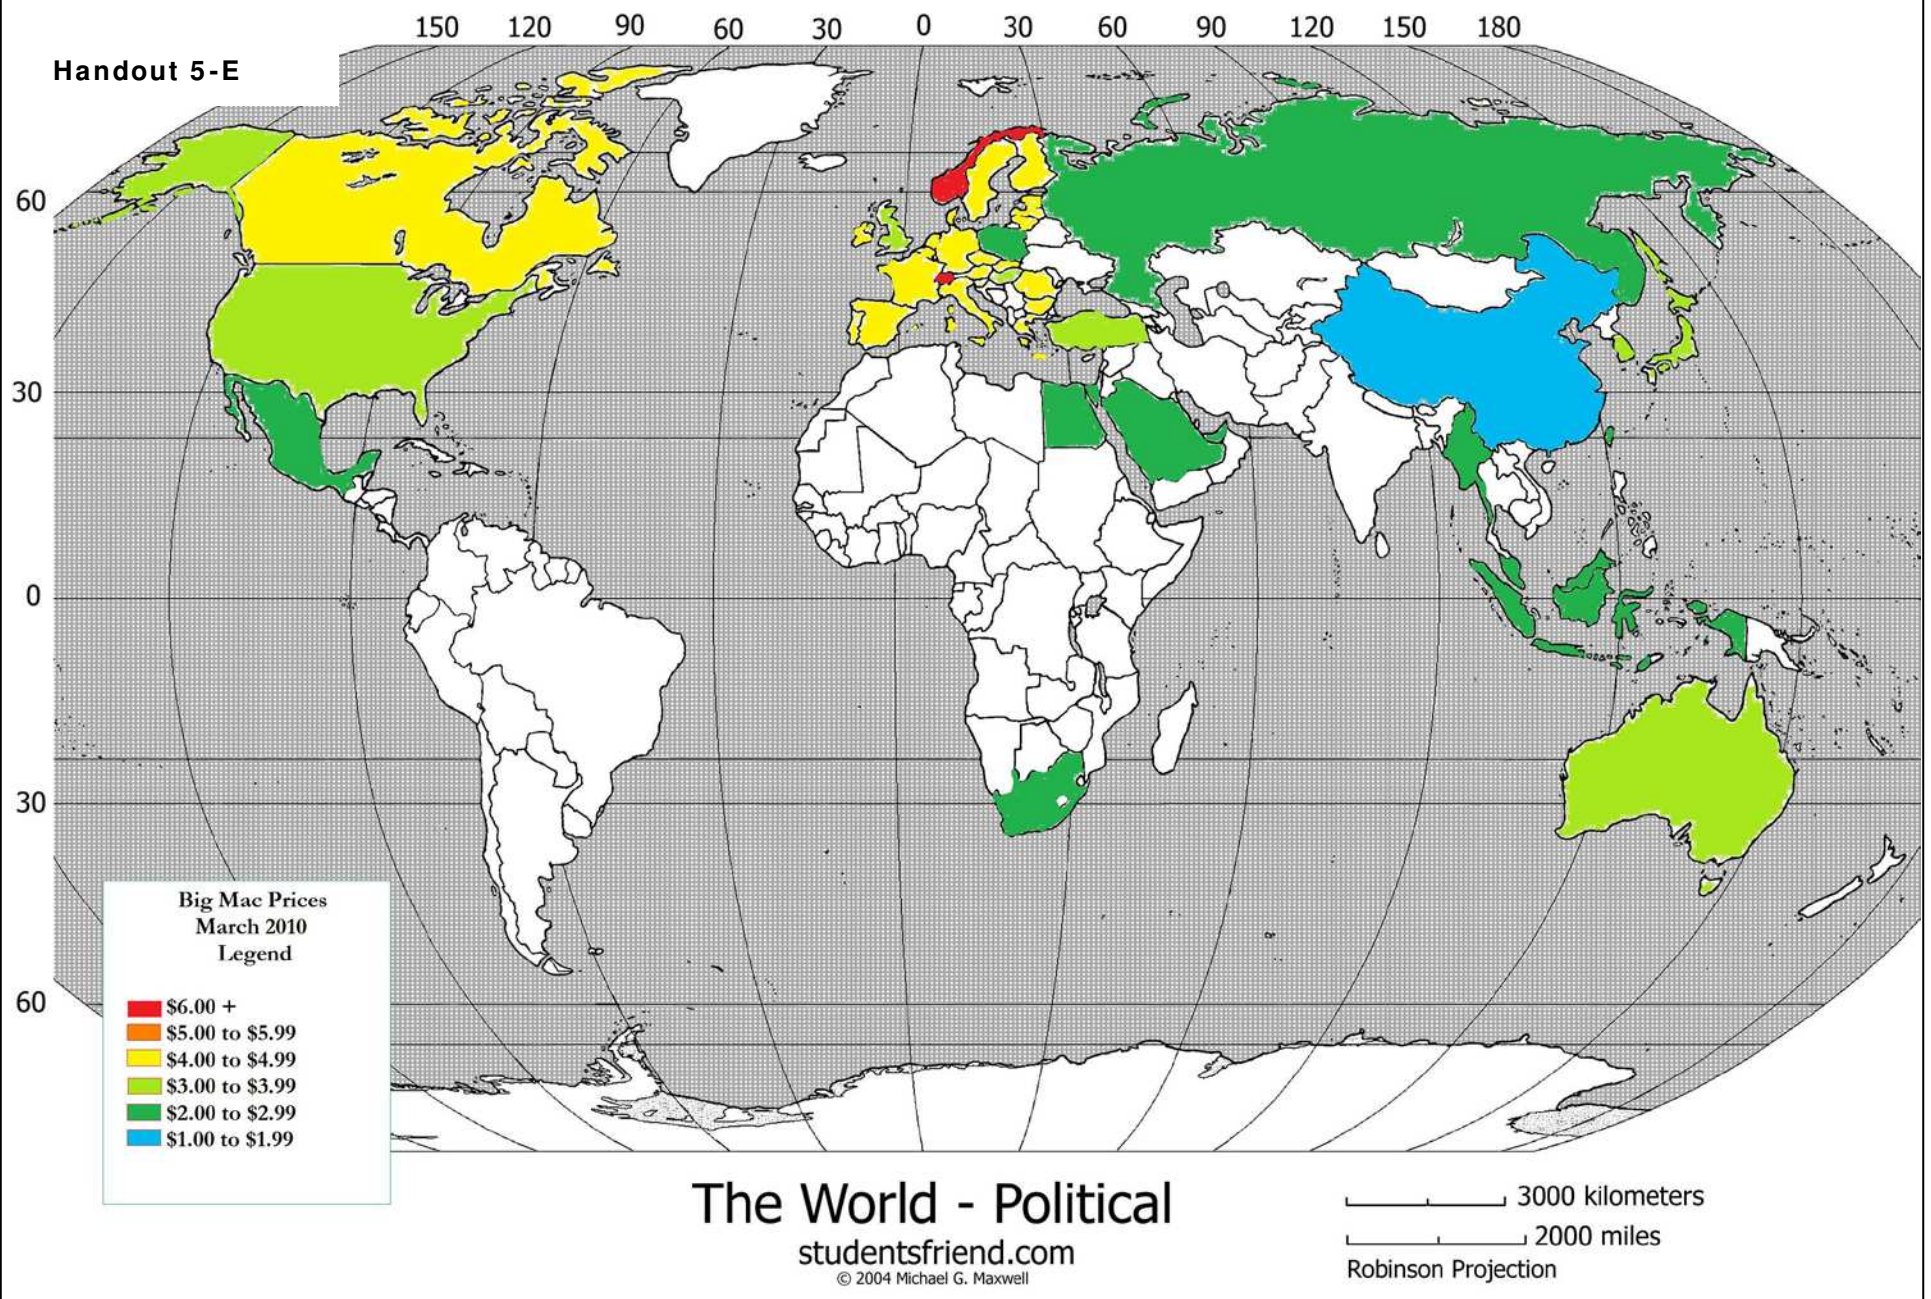 150 120 90 60 30 0 30 60 90 120 150 180
Handout 5-E
60
30
0
30
60
Big Mac Prices
March 2010
Legend
$6.00 +
$5.00 to $5.99
$4.00 to $4.99
$3.00 to $3.99
$2.00 to $2.99
$1.00 to $1.99
The World - Political
studentsfriend.com
© 2004 Michael G. Maxwell
3000 kilometers
2000 miles
Robinson Projection